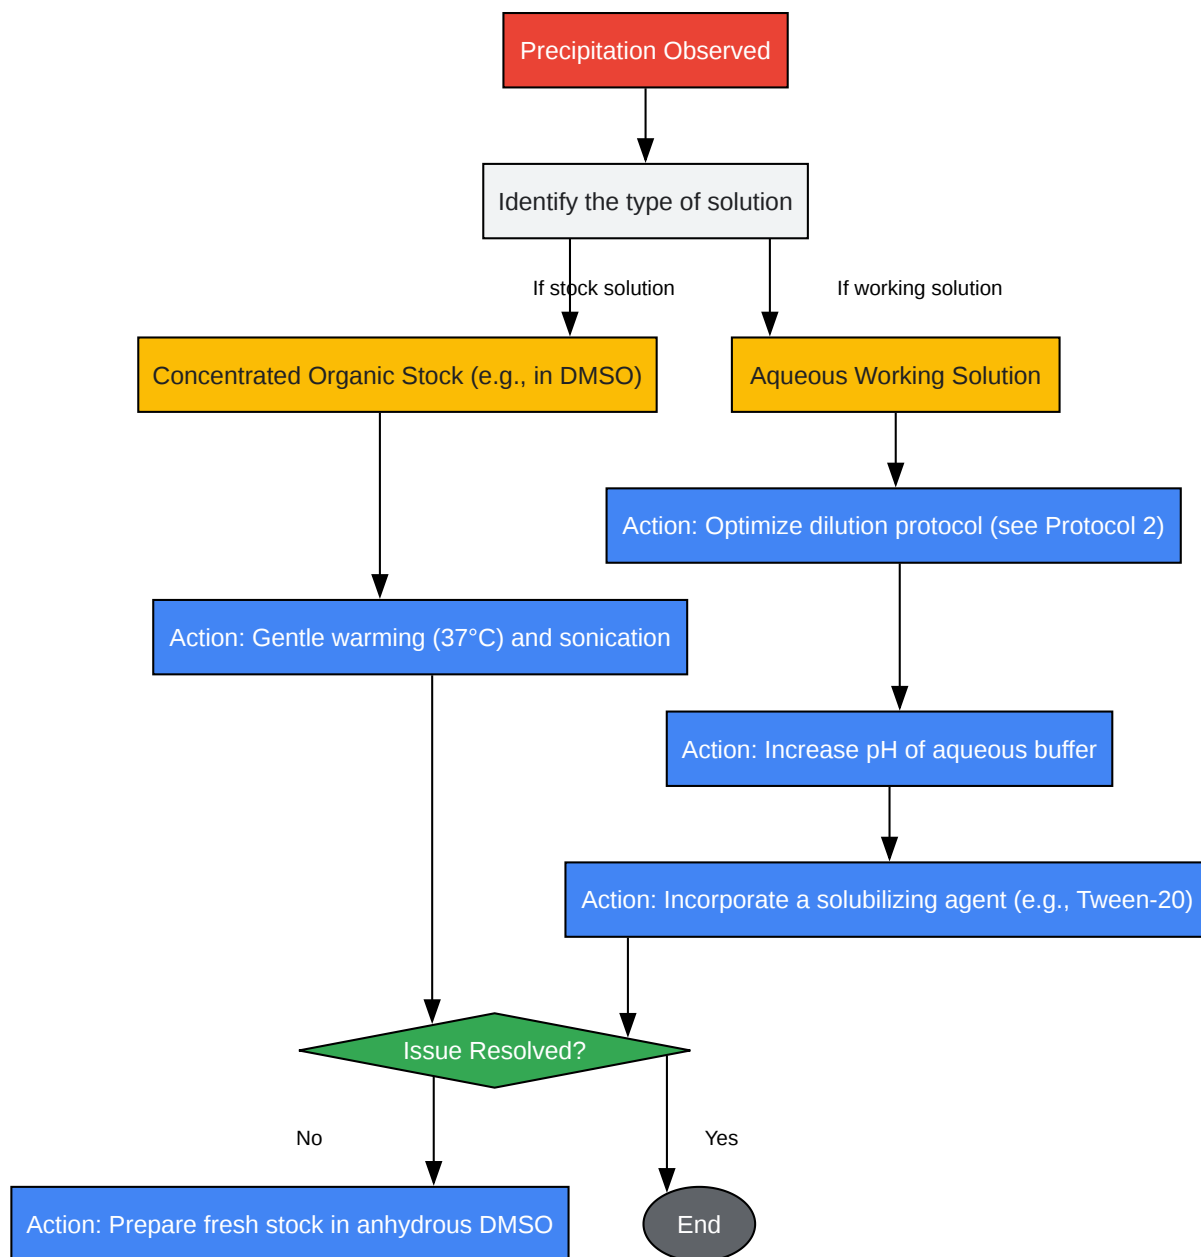 Precipitation Observed
Identify the type of solution
If stock solution
If working solution
Concentrated Organic Stock (e.g., in DMSO)
Aqueous Working Solution
Action: Optimize dilution protocol (see Protocol 2)
Action: Gentle warming (37°C) and sonication
Action: Increase pH of aqueous buffer
Action: Incorporate a solubilizing agent (e.g., Tween-20)
Issue Resolved?
No
Yes
Action: Prepare fresh stock in anhydrous DMSO
End